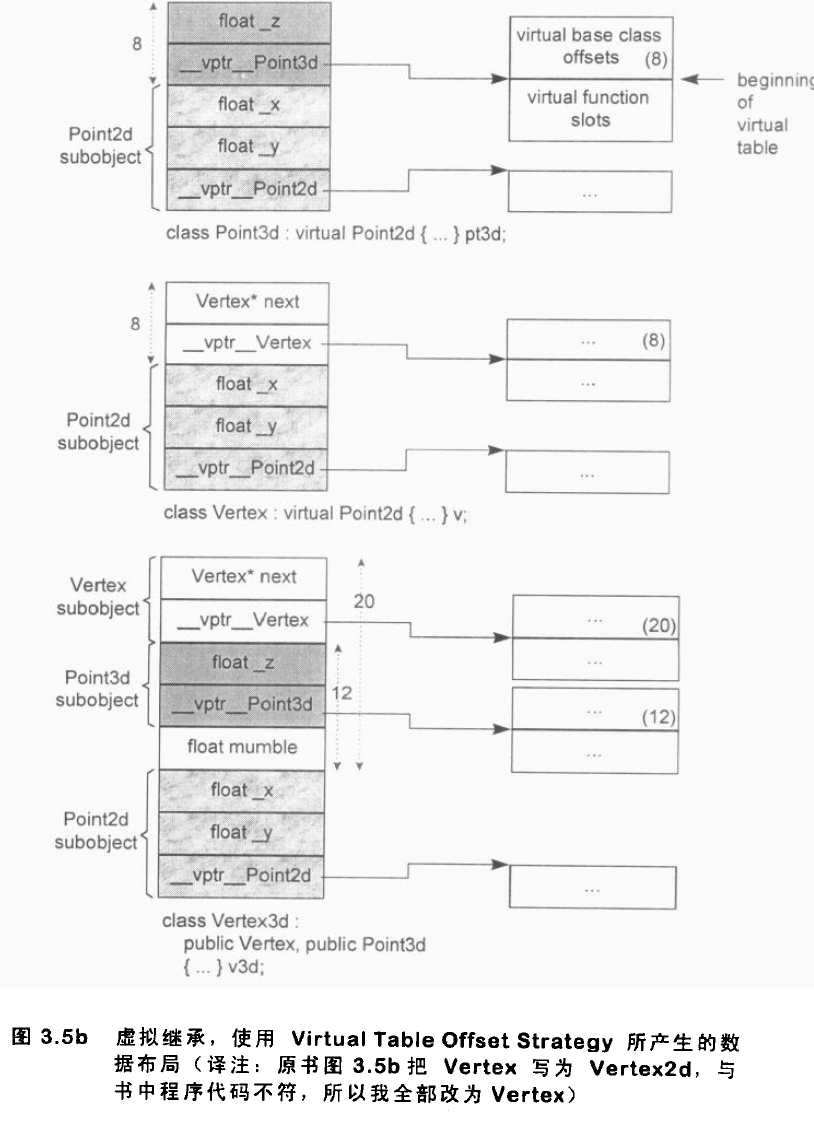 float _z
8
__vptr__Point3d
float _x
Point2d
subobject
float _y
__vptr__Point2d
virtual base class
offsets (8)
virtual function
slots
beginning
of
virtual
table
...
class Point3d : virtual Point2d { ... } pt3d;
Vertex* next
8
__vptr__Vertex
float _x
Point2d
subobject
float _y
__vptr__Point2d
... (8)
...
...
class Vertex : virtual Point2d { ... } v;
Vertex
subobject
Vertex* next
20
__vptr__Vertex
Point3d
subobject
float _z
12
__vptr__Point3d
float mumble
Point2d
subobject
float _x
float _y
__vptr__Point2d
... (20)
...
... (12)
...
...
class Vertex3d :
public Vertex, public Point3d
{ ... } v3d;
图 3.5b 虚拟继承，使用 Virtual Table Offset Strategy 所产生的数
据布局（译注：原书图 3.5b 把 Vertex 写为 Vertex2d，与
书中程序代码不符，所以我全部改为 Vertex）